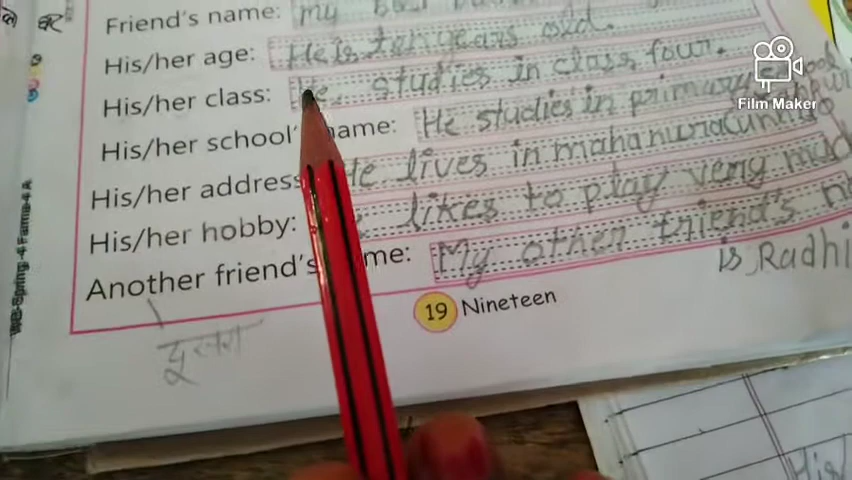 Friend's name: my best
His/her age: He is ten years old.
His/her class: He studies in class four.
His/her school's name: He studies in primary school
His/her address: He lives in
His/her hobby: likes to play very
Another friend's name: My other friend's
is Radhi
19 Nineteen
दूसरा
Film Maker